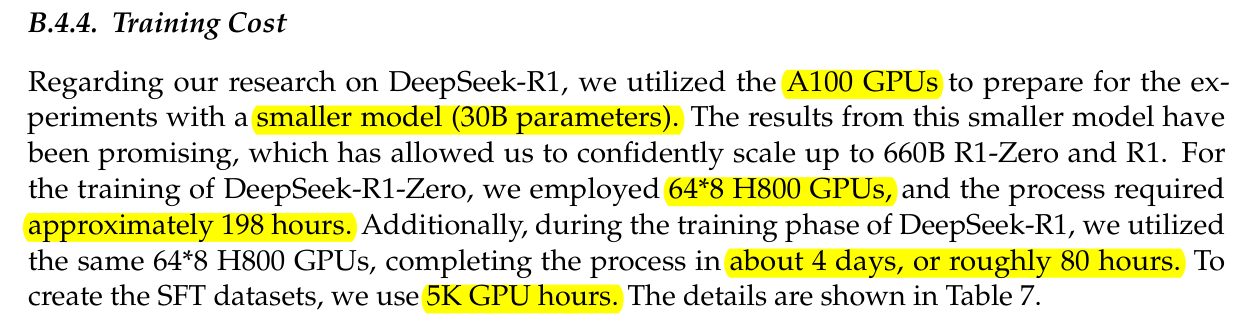 B.4.4. Training Cost
Regarding our research on DeepSeek-R1, we utilized the A100 GPUs to prepare for the ex-
periments with a smaller model (30B parameters). The results from this smaller model have
been promising, which has allowed us to confidently scale up to 660B R1-Zero and R1. For
the training of DeepSeek-R1-Zero, we employed 64*8 H800 GPUs, and the process required
approximately 198 hours. Additionally, during the training phase of DeepSeek-R1, we utilized
the same 64*8 H800 GPUs, completing the process in about 4 days, or roughly 80 hours. To
create the SFT datasets, we use 5K GPU hours. The details are shown in Table 7.